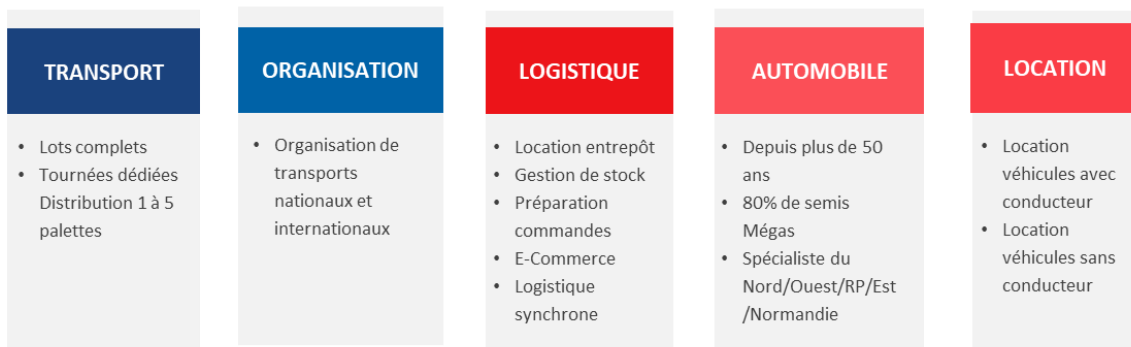 TRANSPORT
• Lots complets
• Tournées dédiées
Distribution 1 à 5
palettes
ORGANISATION
• Organisation de
transports
nationaux et
internationaux
LOGISTIQUE
• Location entrepôt
• Gestion de stock
• Préparation
commandes
• E-Commerce
• Logistique
synchrone
AUTOMOBILE
• Depuis plus de 50
ans
• 80% de semis
Mégas
• Spécialiste du
Nord/Ouest/RP/Est
/Normandie
LOCATION
• Location
véhicules avec
conducteur
• Location
véhicules sans
conducteur